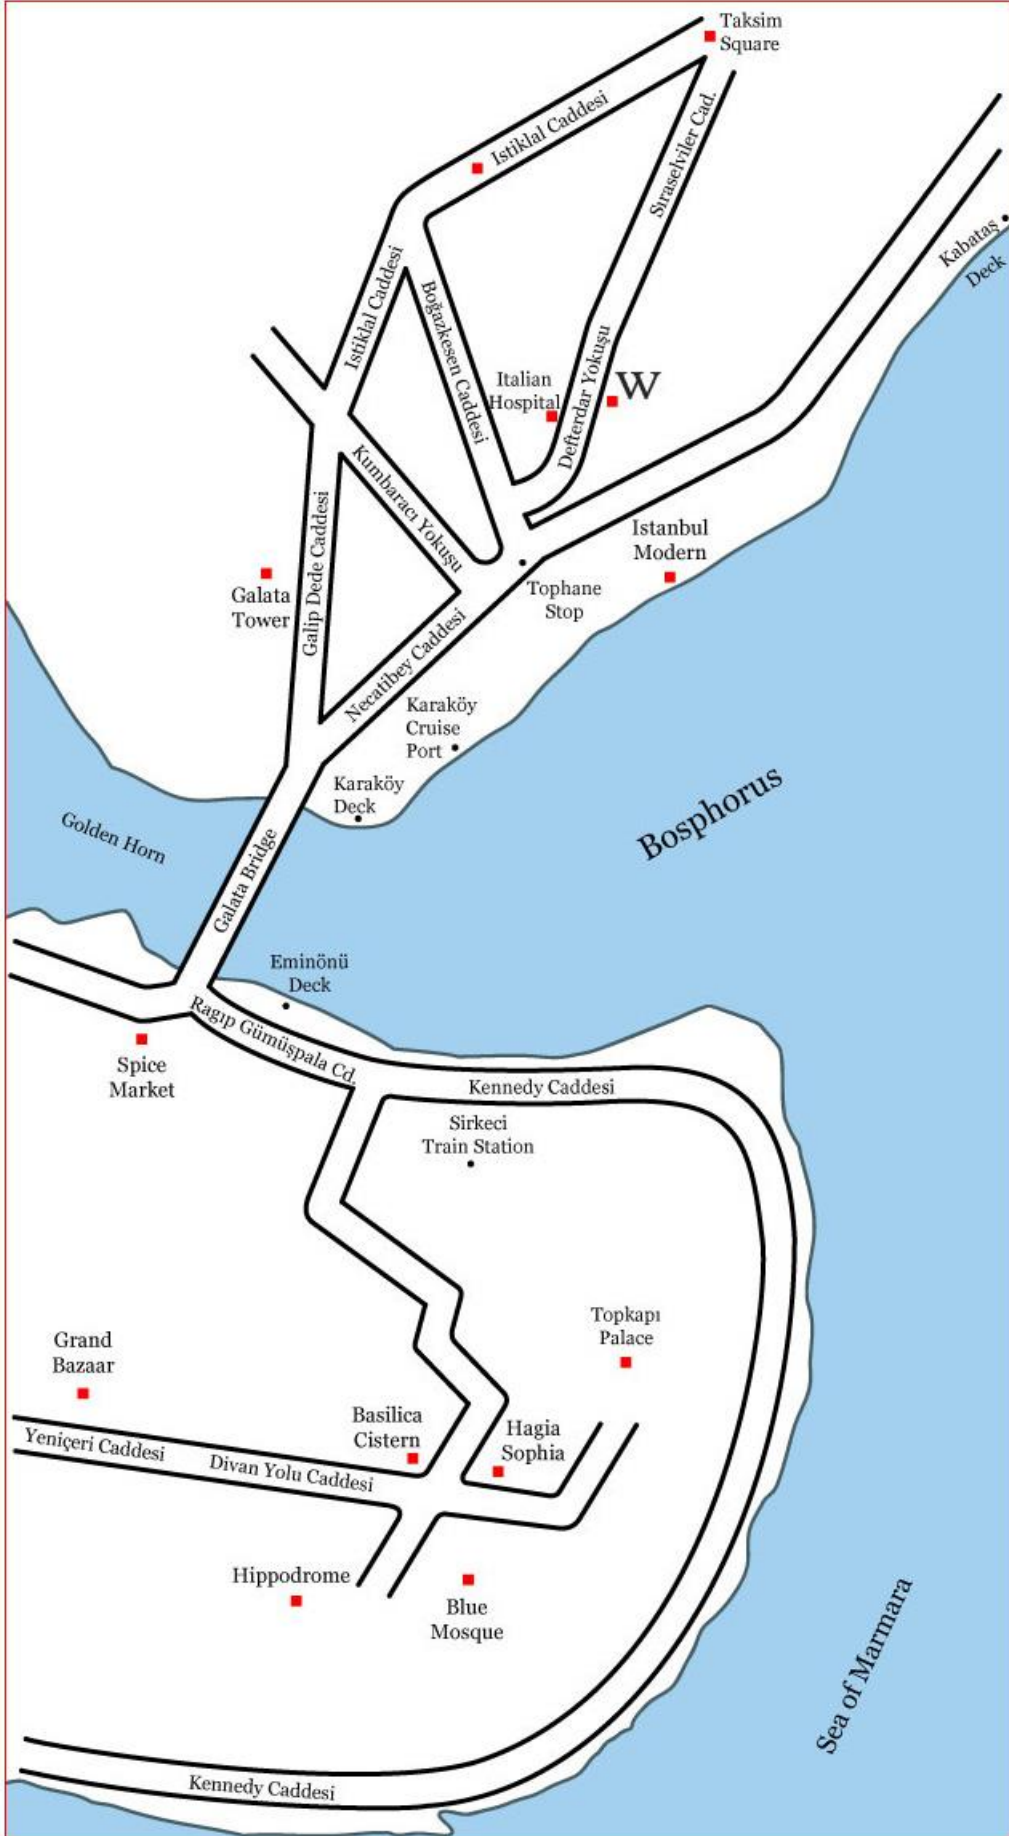 Taksim
Square
Istiklal Caddesi
Sıraselviler Cad.
Kabataş
Deck
Istiklal Caddesi
Boğazkesen Caddesi
Italian
Hospital
Defterdar Yokuşu
W
Kumbaracı Yokuşu
Galip Dede Caddesi
Istanbul
Modern
Galata
Tower
Tophane
Stop
Necatibey Caddesi
Karaköy
Cruise
Port
Karaköy
Deck
Bosphorus
Golden Horn
Galata Bridge
Eminönü
Deck
Ragıp Gümüşpala Cd.
Spice
Market
Kennedy Caddesi
Sirkeci
Train Station
Topkapı
Palace
Grand
Bazaar
Basilica
Cistern
Hagia
Sophia
Yeniçeri Caddesi
Divan Yolu Caddesi
Hippodrome
Blue
Mosque
Sea of Marmara
Kennedy Caddesi